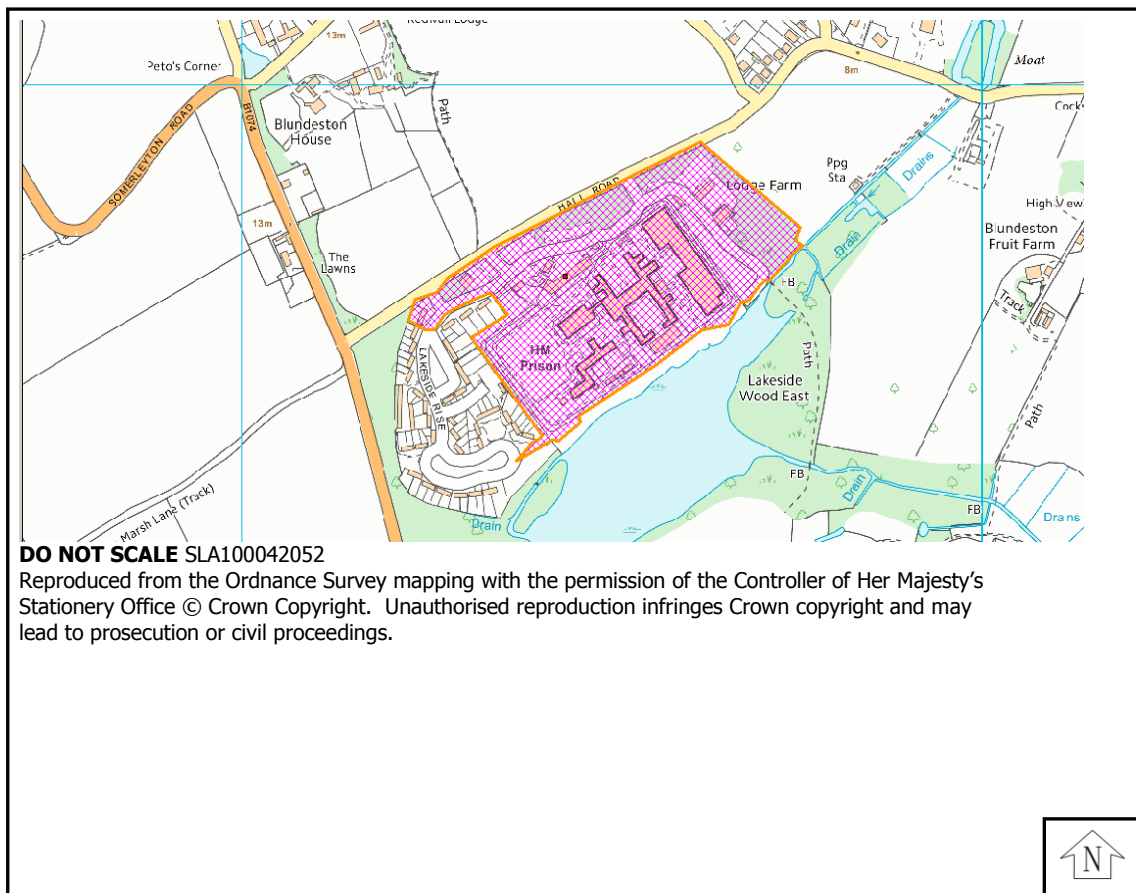 Redwall Lodge
13m
Peto's Corner
8m
Moat
SOMERLEYTON ROAD
B1074
Path
Cocks
Blundeston
House
Ppg
Sta
Drains
Lodge Farm
HALL ROAD
High View
13m
Blundeston
Fruit Farm
The
Lawns
Drain
FB
Track
HM
Prison
Path
LAKESIDE RISE
Lakeside
Wood East
Path
FB
Drain
Marsh Lane (Track)
FB
Drains
Drain
DO NOT SCALE SLA100042052
Reproduced from the Ordnance Survey mapping with the permission of the Controller of Her Majesty's
Stationery Office © Crown Copyright. Unauthorised reproduction infringes Crown copyright and may
lead to prosecution or civil proceedings.
N